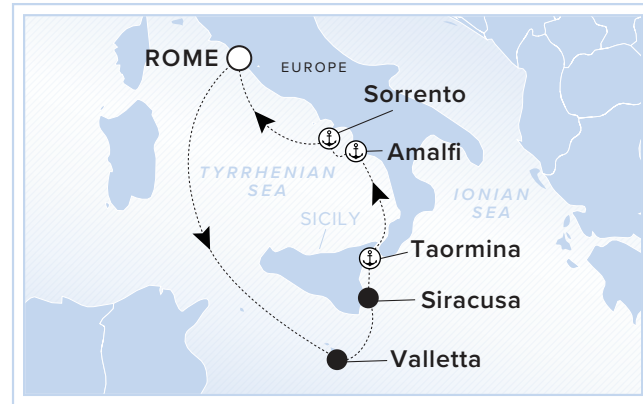 ROME
EUROPE
Sorrento
Amalfi
TYRRHENIAN
SEA
IONIAN
SEA
SICILY
Taormina
Siracusa
Valletta